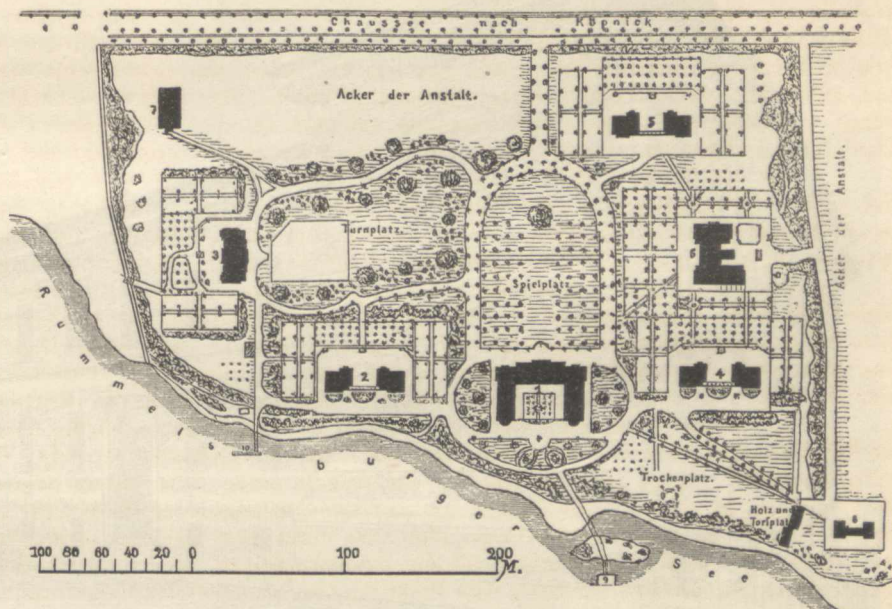 Chaussee nach Köpnick
Acker der Anstalt.
7
5
Acker der Anstalt.
Turnplatz.
3
6
Spielplatz
2
1
4
Rummelsburger See
10
Trockenplatz.
Holz und
Torfplatz
8
9
100 80 60 40 20 0 100 200 M.